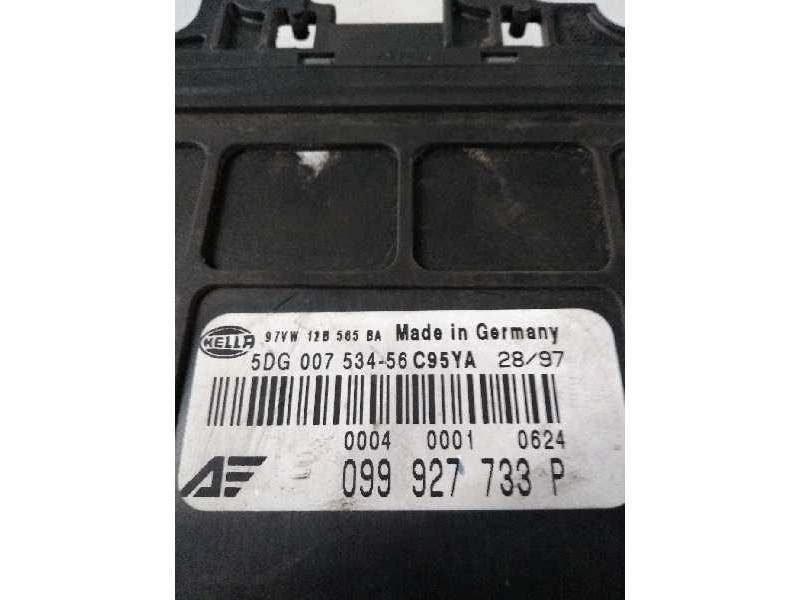 HELLA 97VW 12B 565 BA Made in Germany
5DG 007 534-56 C95YA 28/97
0004 0001 0624
AE 099 927 733 P